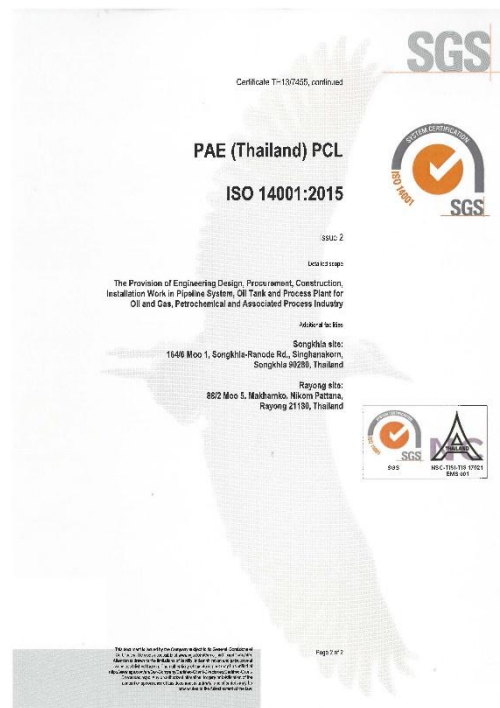 SGS
Certificate TH13/7455, continued
PAE (Thailand) PCL
ISO 14001:2015
Issue 2
Detailed scope
The Provision of Engineering Design, Procurement, Construction,
Installation Work in Pipeline System, Oil Tank and Process Plant for
Oil and Gas, Petrochemical and Associated Process Industry
Additional facilities
Songkhla site:
164/6 Moo 1, Songkhla-Ranode Rd., Singhanakorn,
Songkhla 90280, Thailand
Rayong site:
88/2 Moo 5, Makhamko, Nikom Pattana,
Rayong 21180, Thailand
SYSTEM CERTIFICATION
ISO 14001
SGS
SGS
SGS
THAILAND
NAC
NSC-TISI-TIS 17021
EMS 001
Page 2 of 2